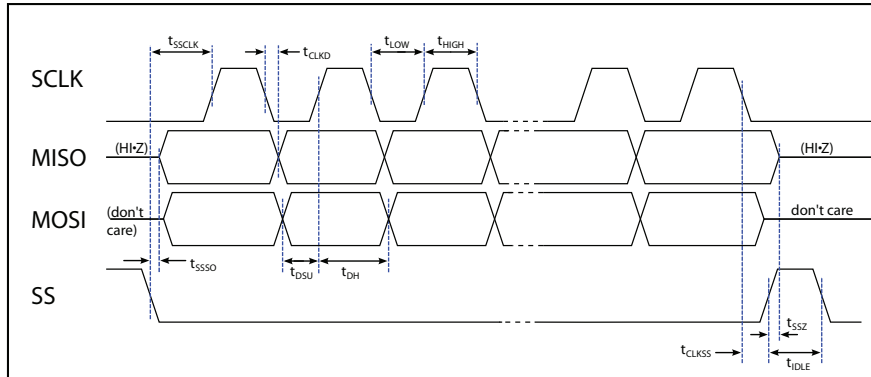 tSSCLK
tCLKD
tLOW
tHIGH
SCLK
MISO
(HI•Z)
(HI•Z)
MOSI
(don't
care)
don't care
tSSSO
tDSU
tDH
SS
tSSZ
tCLKSS
tIDLE